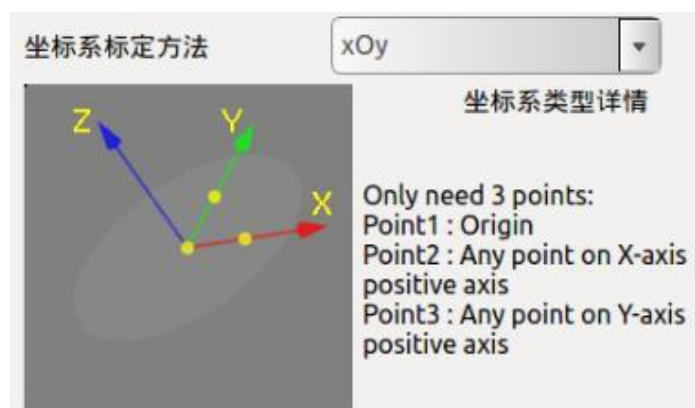 坐标系标定方法
xOy
坐标系类型详情
Z
Y
X
Only need 3 points:
Point1 : Origin
Point2 : Any point on X-axis
positive axis
Point3 : Any point on Y-axis
positive axis